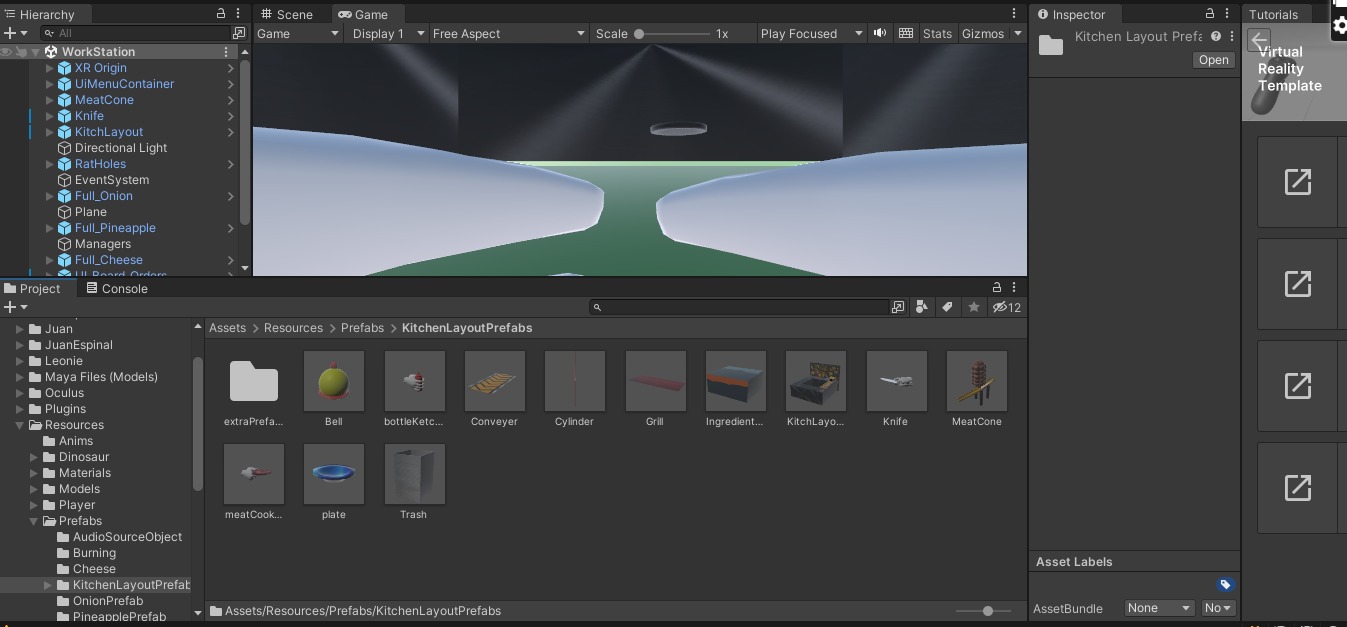 Hierarchy
Scene
Game
Inspector
Tutorials
All
Game
Display 1
Free Aspect
Scale
1x
Play Focused
Stats
Gizmos
Kitchen Layout Prefa
Open
Virtual
Reality
Template
WorkStation
XR Origin
UiMenuContainer
MeatCone
Knife
KitchLayout
Directional Light
RatHoles
EventSystem
Full_Onion
Plane
Full_Pineapple
Managers
Full_Cheese
UI_Board_Orders
Project
Console
12
Juan
JuanEspinal
Leonie
Maya Files (Models)
Oculus
Plugins
Resources
Anims
Dinosaur
Materials
Models
Player
Prefabs
AudioSourceObject
Burning
Cheese
KitchenLayoutPrefab
OnionPrefab
PineapplePrefab
Assets > Resources > Prefabs > KitchenLayoutPrefabs
extraPrefa...
Bell
bottleKetc...
Conveyer
Cylinder
Grill
Ingredient...
KitchLayo...
Knife
MeatCone
meatCook...
plate
Trash
Assets/Resources/Prefabs/KitchenLayoutPrefabs
Asset Labels
AssetBundle
None
No